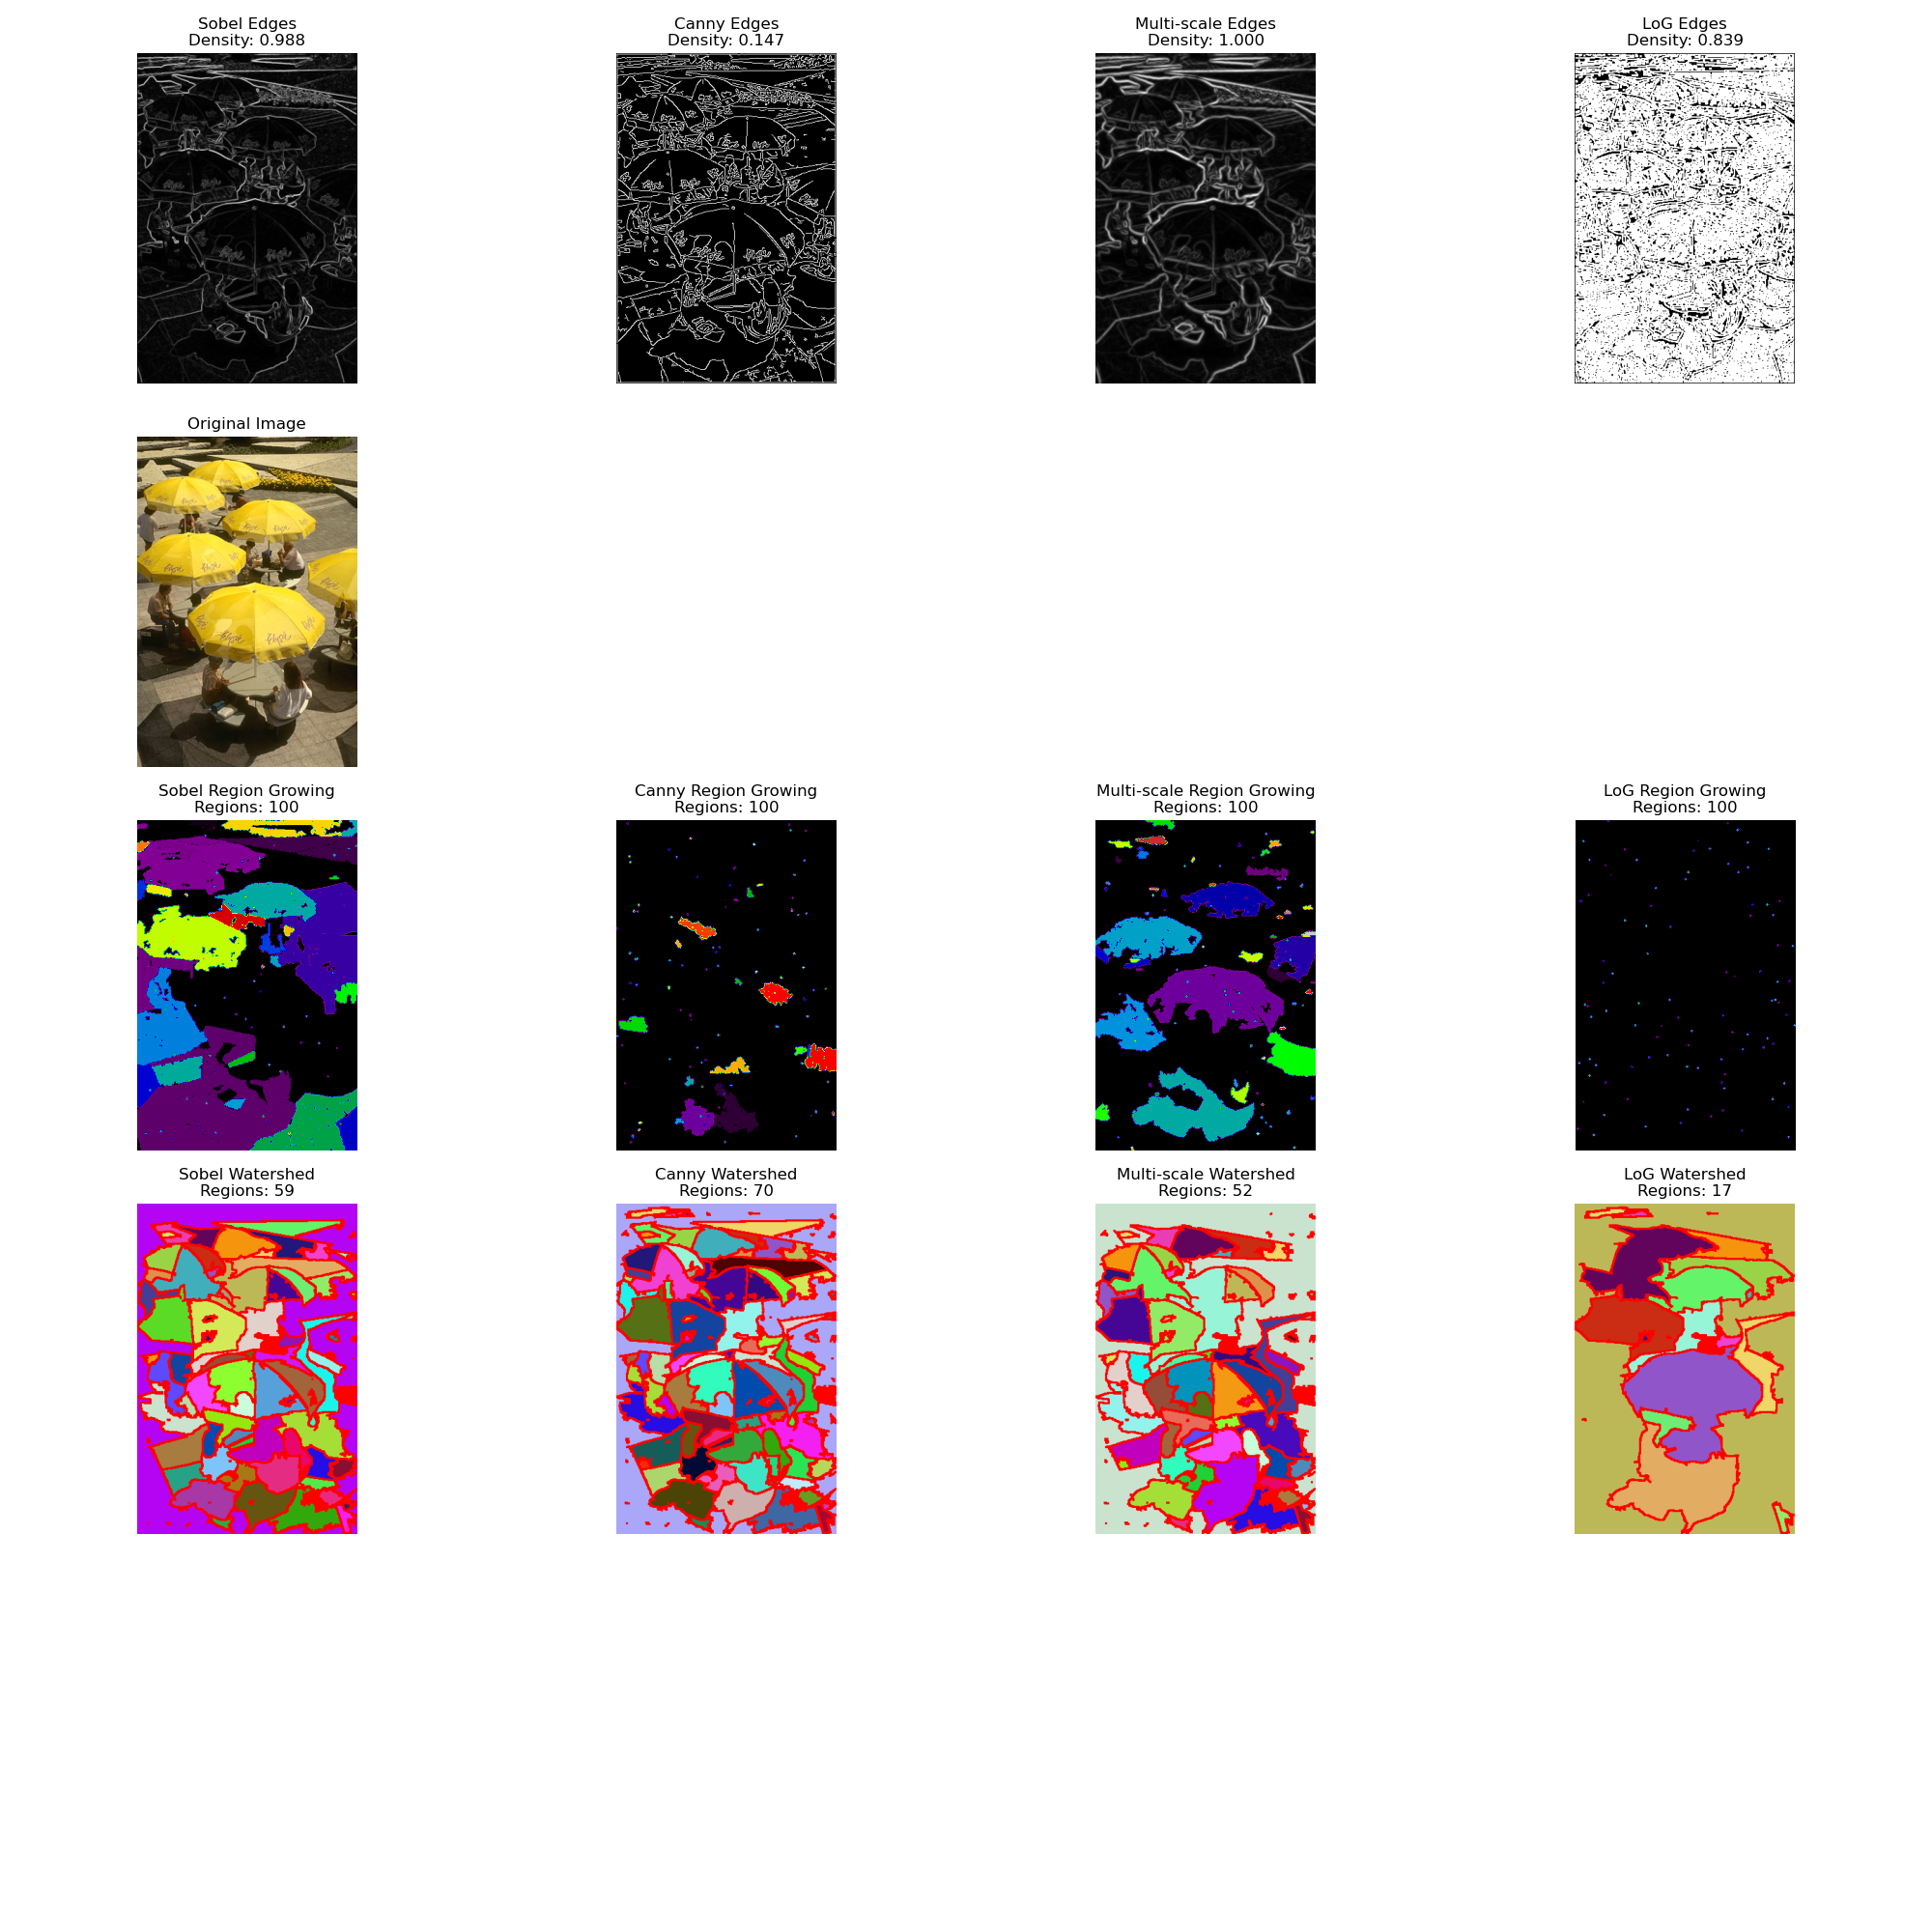 Sobel Edges
Density: 0.988
Canny Edges
Density: 0.147
Multi-scale Edges
Density: 1.000
LoG Edges
Density: 0.839
Original Image
Sobel Region Growing
Regions: 100
Canny Region Growing
Regions: 100
Multi-scale Region Growing
Regions: 100
LoG Region Growing
Regions: 100
Sobel Watershed
Regions: 59
Canny Watershed
Regions: 70
Multi-scale Watershed
Regions: 52
LoG Watershed
Regions: 17